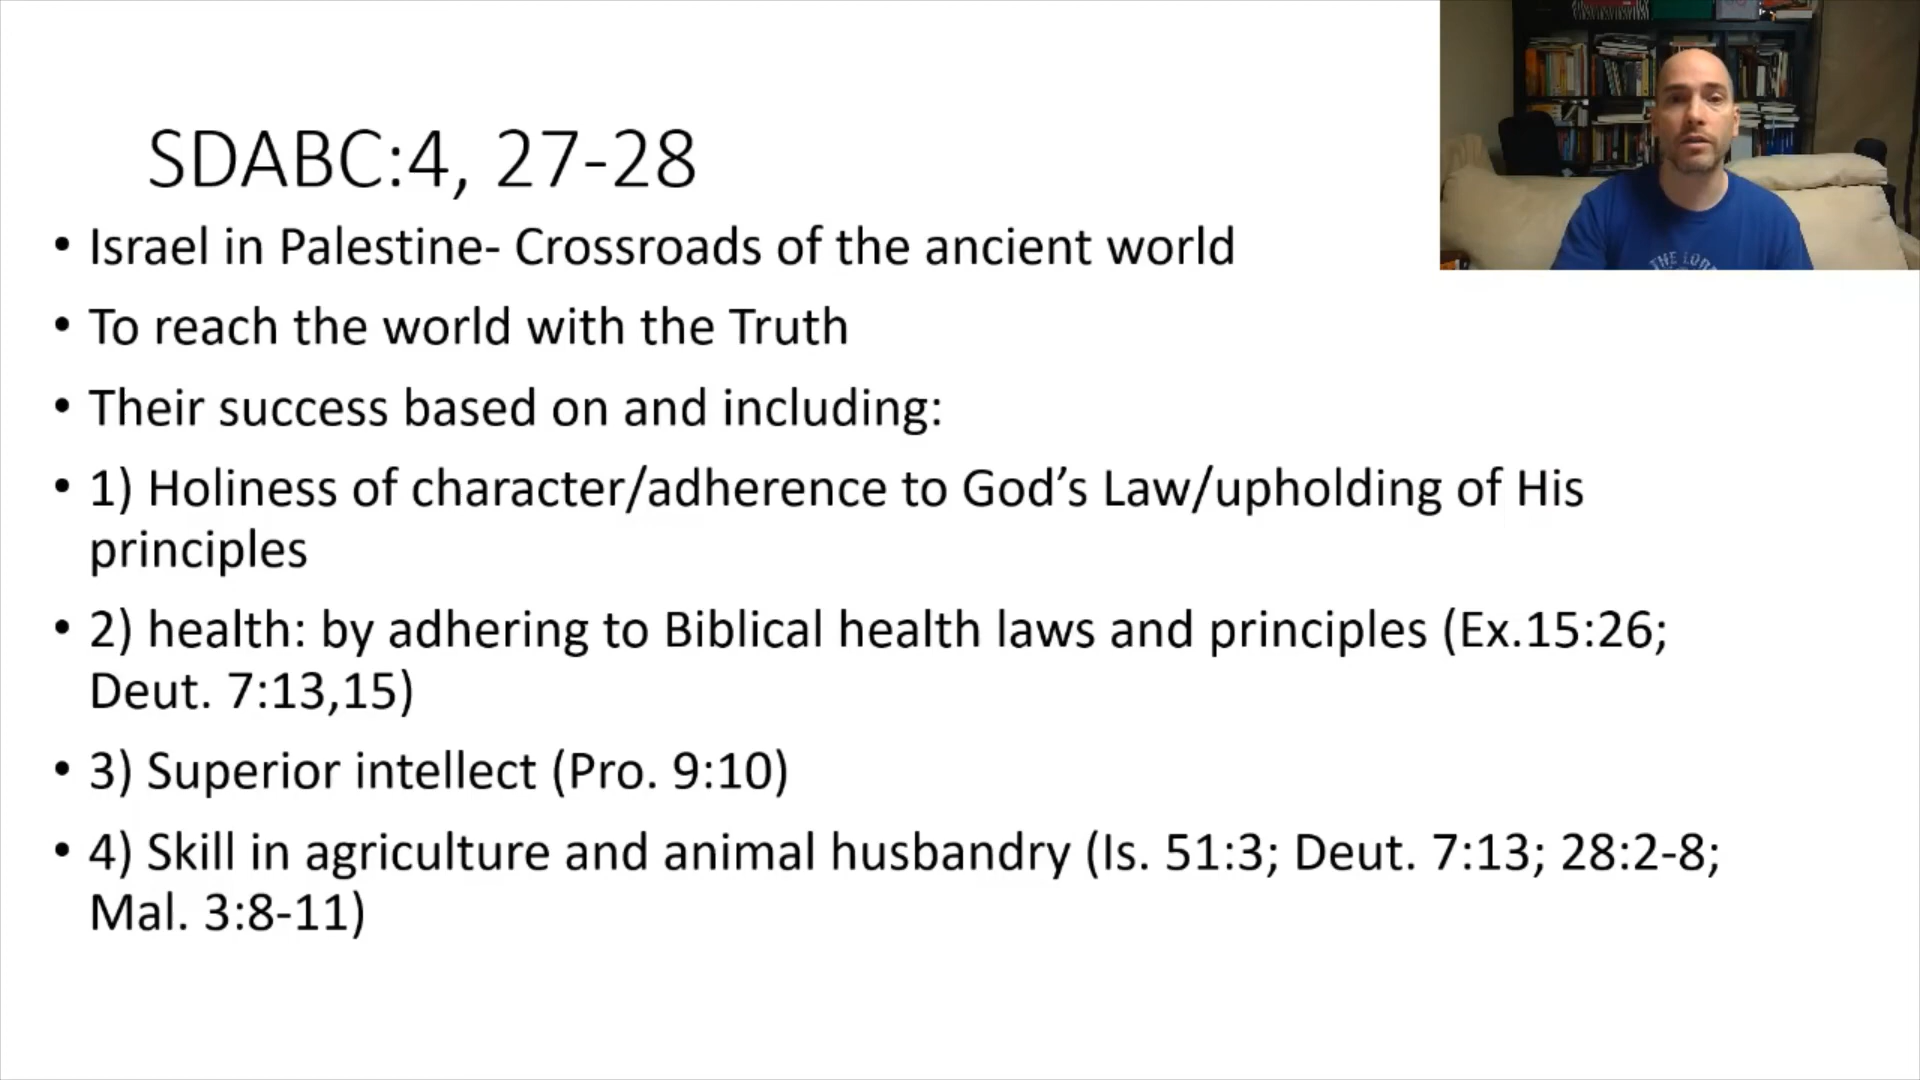 SDABC:4, 27-28
• Israel in Palestine- Crossroads of the ancient world
• To reach the world with the Truth
• Their success based on and including:
• 1) Holiness of character/adherence to God’s Law/upholding of His
principles
• 2) health: by adhering to Biblical health laws and principles (Ex.15:26;
Deut. 7:13,15)
• 3) Superior intellect (Pro. 9:10)
• 4) Skill in agriculture and animal husbandry (Is. 51:3; Deut. 7:13; 28:2-8;
Mal. 3:8-11)
THE LORD